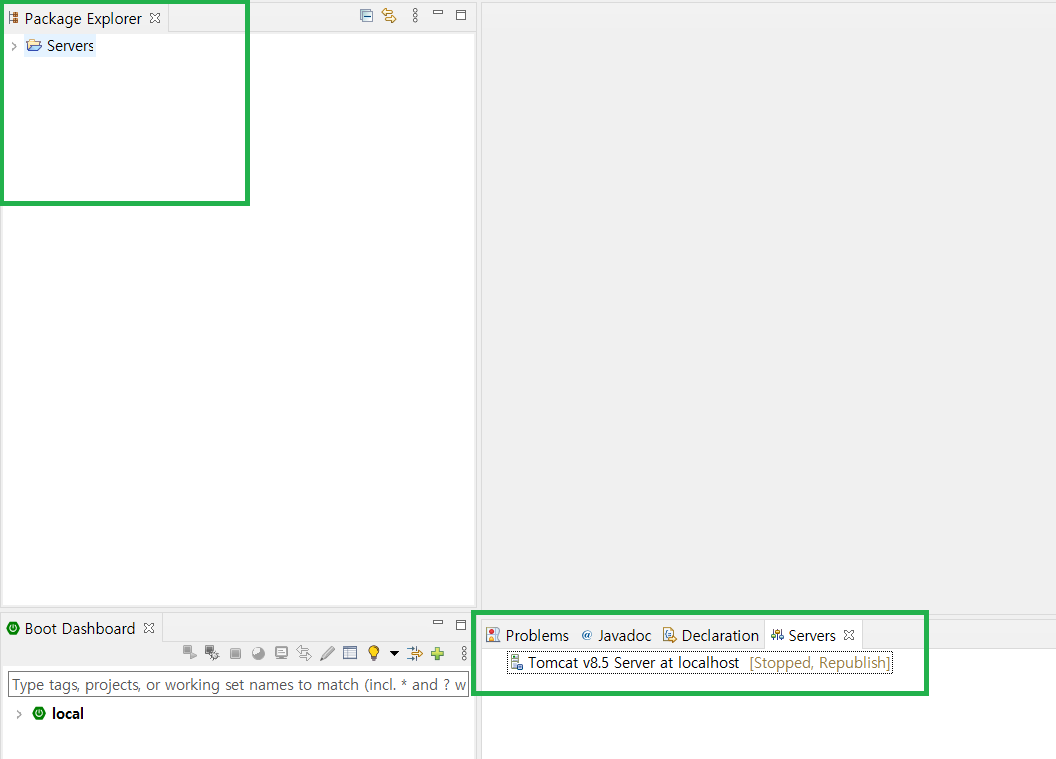 Package Explorer
Servers
Boot Dashboard
Type tags, projects, or working set names to match (incl. * and ? w
local
Problems @ Javadoc Declaration Servers
Tomcat v8.5 Server at localhost [Stopped, Republish]